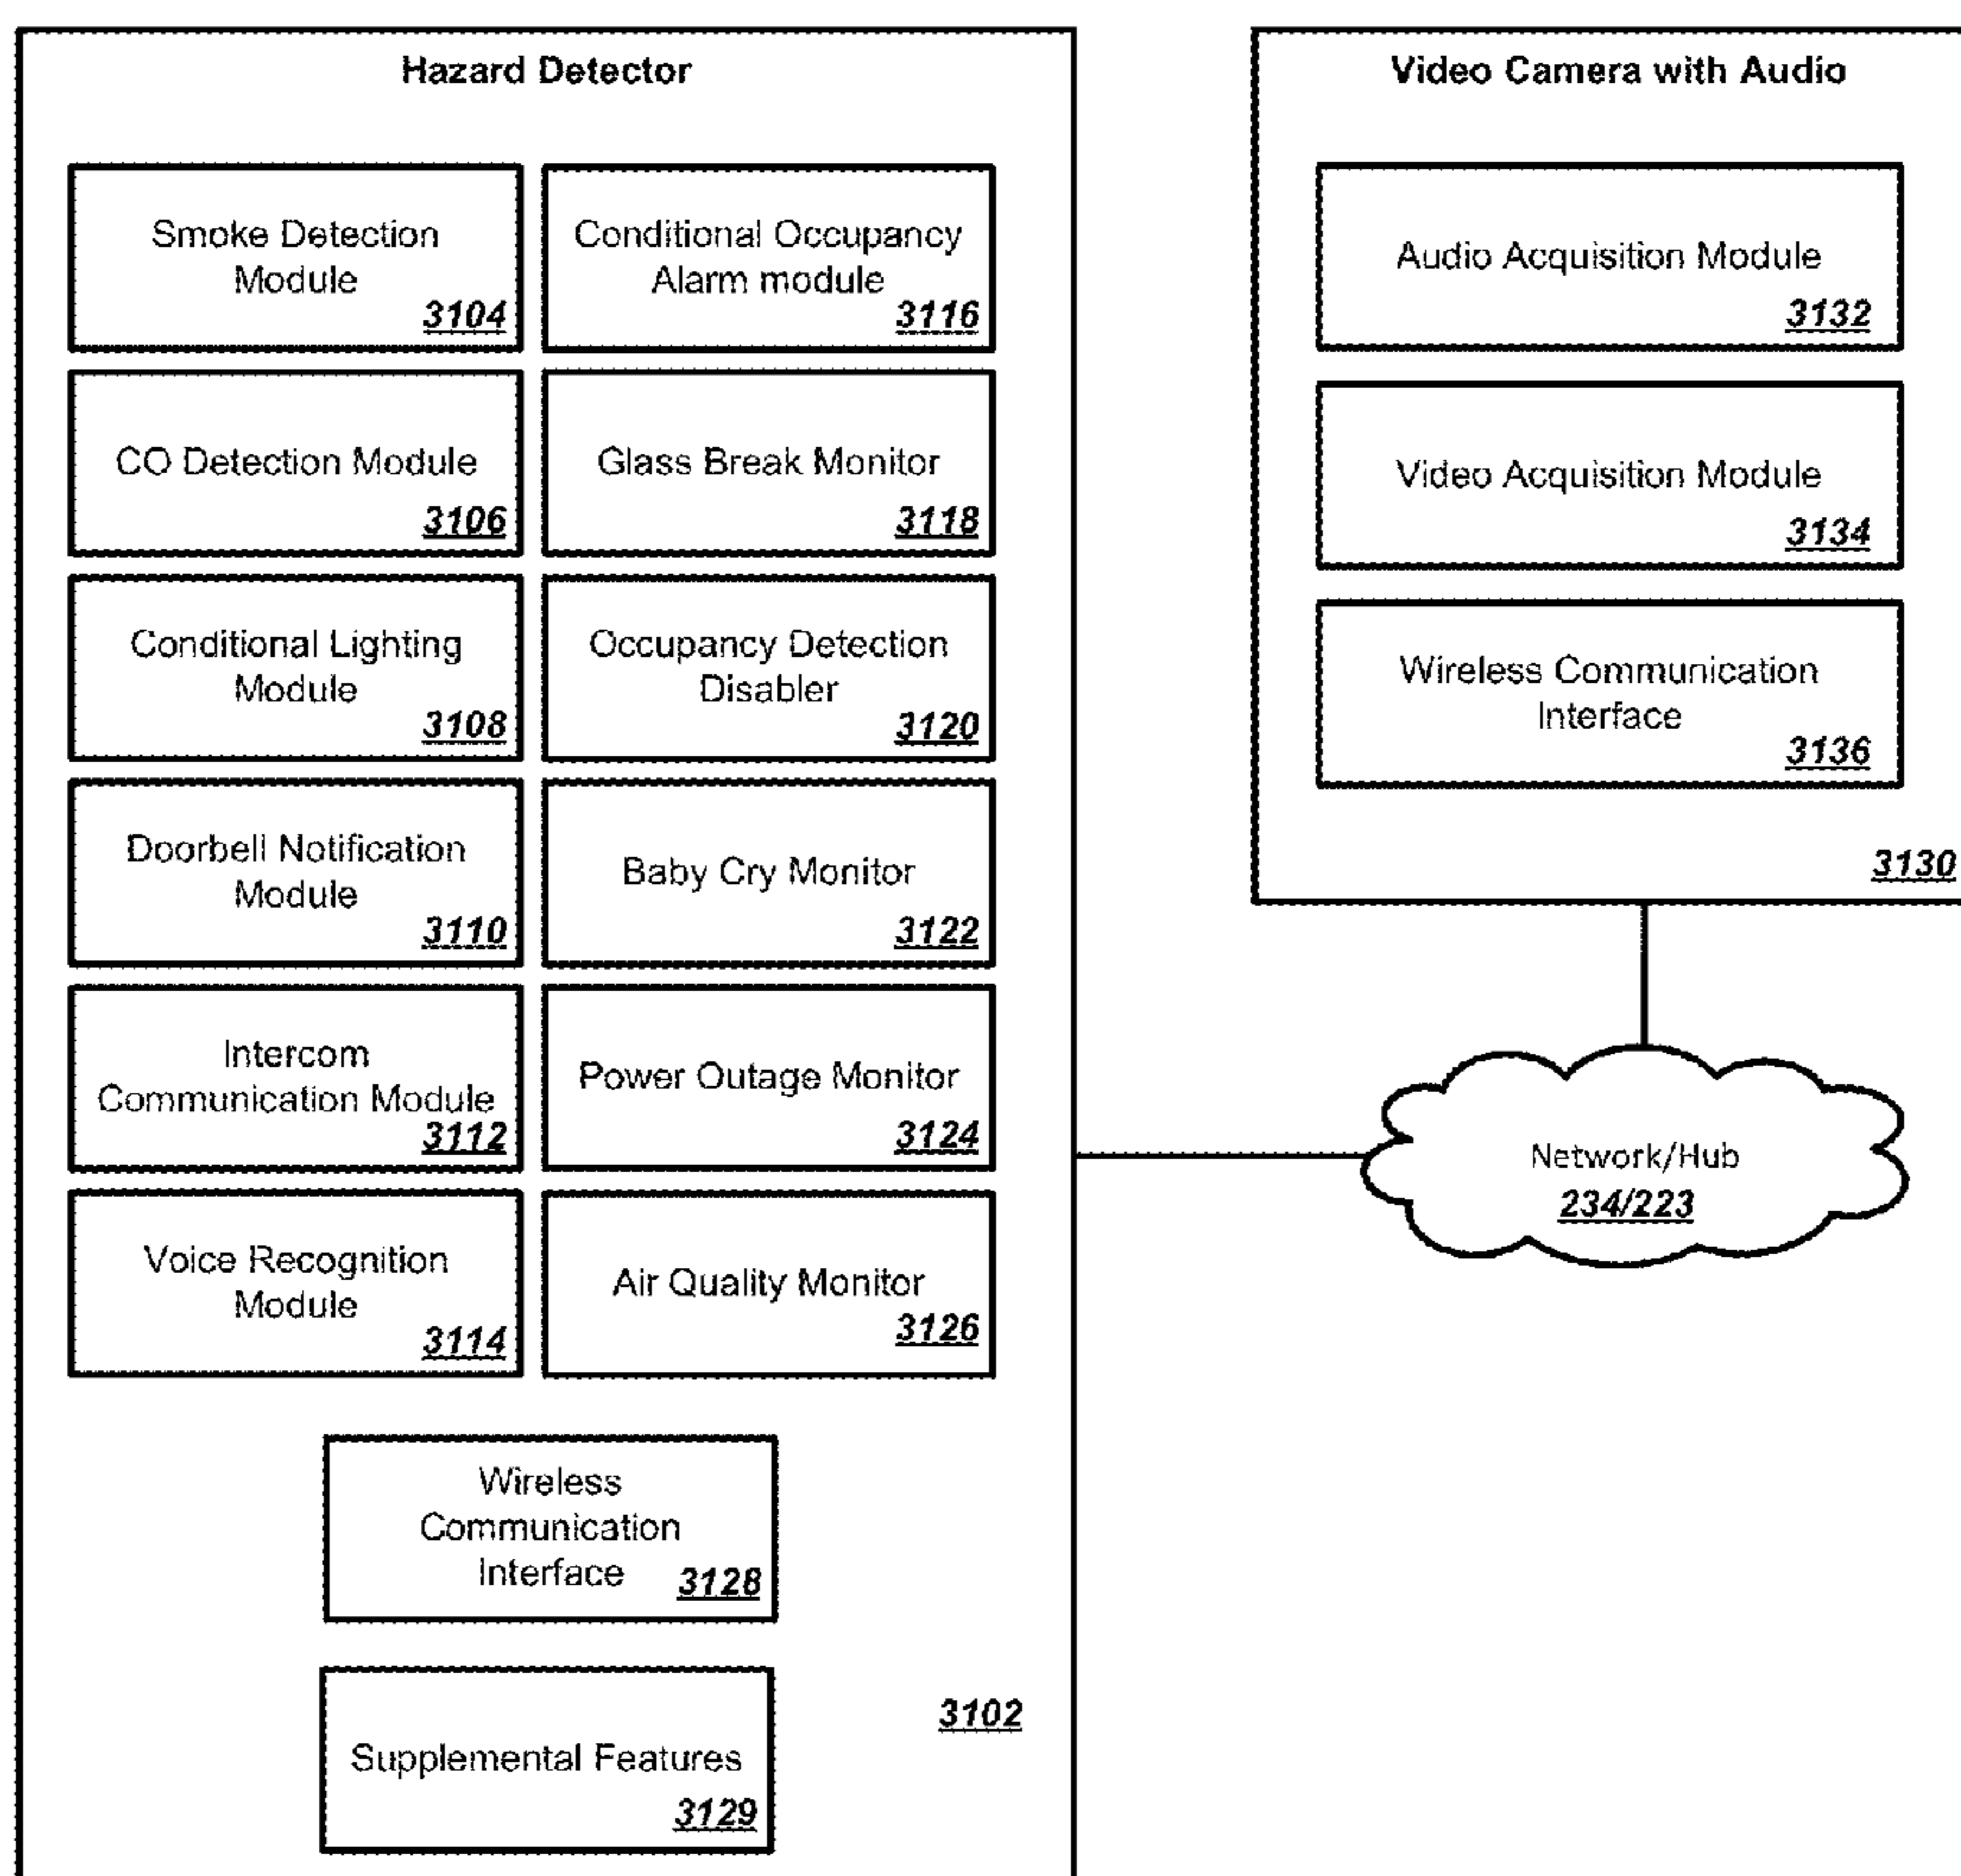 Hazard Detector
Smoke Detection
Module
3104
Conditional Occupancy
Alarm module
3116
CO Detection Module
3106
Glass Break Monitor
3118
Conditional Lighting
Module
3108
Occupancy Detection
Disabler
3120
Doorbell Notification
Module
3110
Baby Cry Monitor
3122
Intercom
Communication Module
3112
Power Outage Monitor
3124
Voice Recognition
Module
3114
Air Quality Monitor
3126
Wireless
Communication
Interface
3128
Supplemental Features
3129
3102
Video Camera with Audio
Audio Acquisition Module
3132
Video Acquisition Module
3134
Wireless Communication
Interface
3136
3130
Network/Hub
234/223